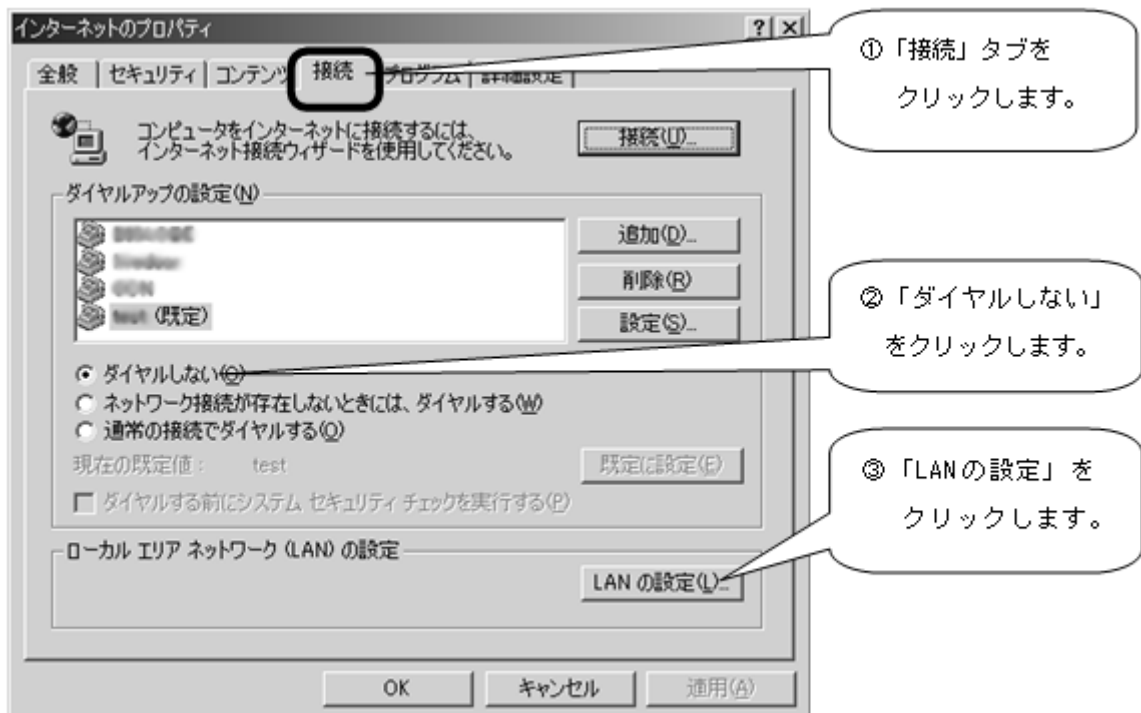 インターネットのプロパティ
? ×
全般 セキュリティ コンテンツ 接続 プログラム 詳細設定
コンピュータをインターネットに接続するには、
インターネット接続ウィザードを使用してください。
接続(U)...
ダイヤルアップの設定(N)
(既定)
追加(D)...
削除(R)
設定(S)...
ダイヤルしない(O)
ネットワーク接続が存在しないときには、ダイヤルする(W)
通常の接続でダイヤルする(O)
現在の既定値: test
既定に設定(E)
ダイヤルする前にシステム セキュリティ チェックを実行する(P)
ローカル エリア ネットワーク (LAN) の設定
LAN の設定(L)...
OK
キャンセル
適用(A)
①「接続」タブを
クリックします。
②「ダイヤルしない」
をクリックします。
③「LANの設定」を
クリックします。